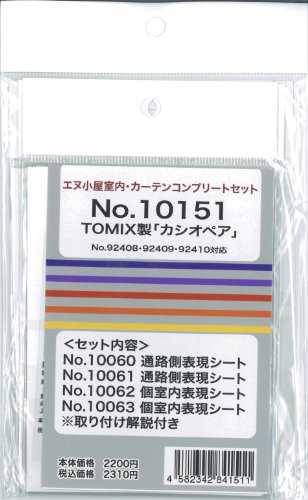 エヌ小屋室内・カーテンコンプリートセット
No.10151
TOMIX製「カシオペア」
No.92408・92409・92410対応
<セット内容>
No.10060 通路側表現シート
No.10061 通路側表現シート
No.10062 個室内表現シート
No.10063 個室内表現シート
※取り付け解説付き
本体価格 2200円
税込価格 2310円
4 582342 841511